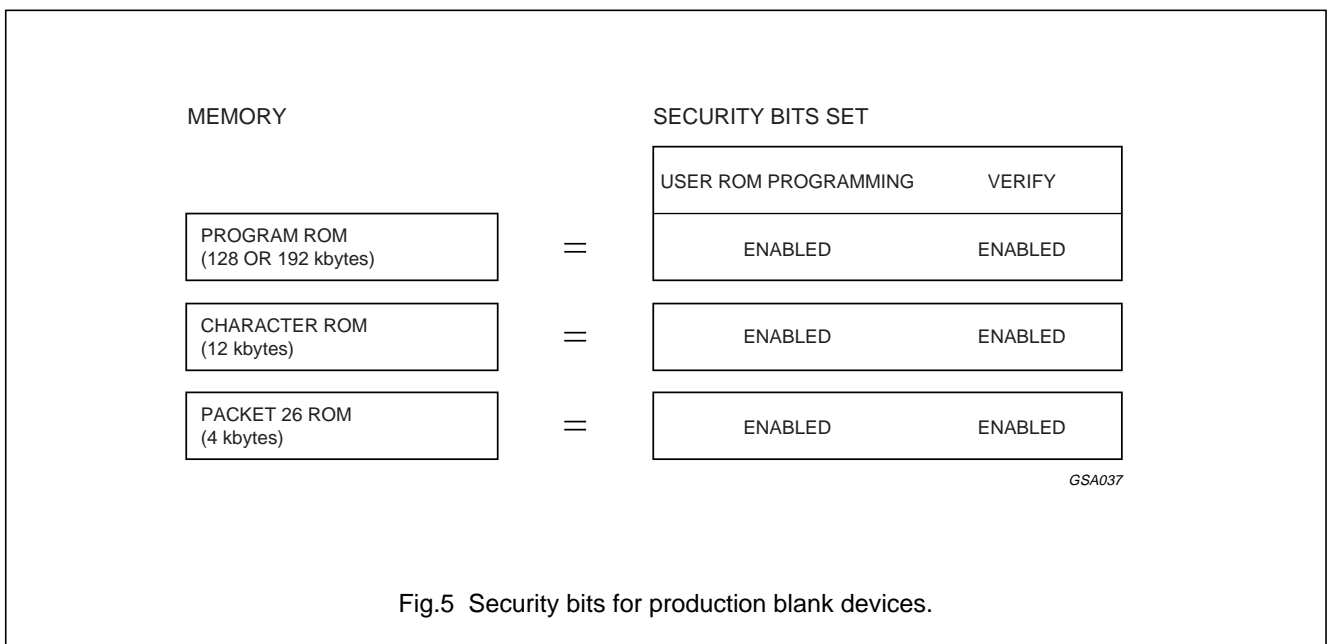 MEMORY SECURITY BITS SET
USER ROM PROGRAMMING VERIFY
PROGRAM ROM
(128 OR 192 kbytes)
= ENABLED ENABLED
CHARACTER ROM
(12 kbytes)
= ENABLED ENABLED
PACKET 26 ROM
(4 kbytes)
= ENABLED ENABLED
GSA037
Fig.5 Security bits for production blank devices.